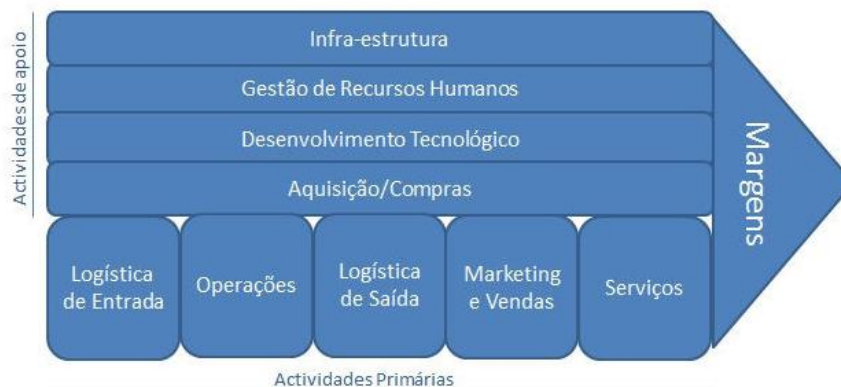 Actividades de apoio
Infra-estrutura
Gestão de Recursos Humanos
Desenvolvimento Tecnológico
Aquisição/Compras
Logística
de Entrada
Operações
Logística
de Saída
Marketing
e Vendas
Serviços
Margens
Actividades Primárias